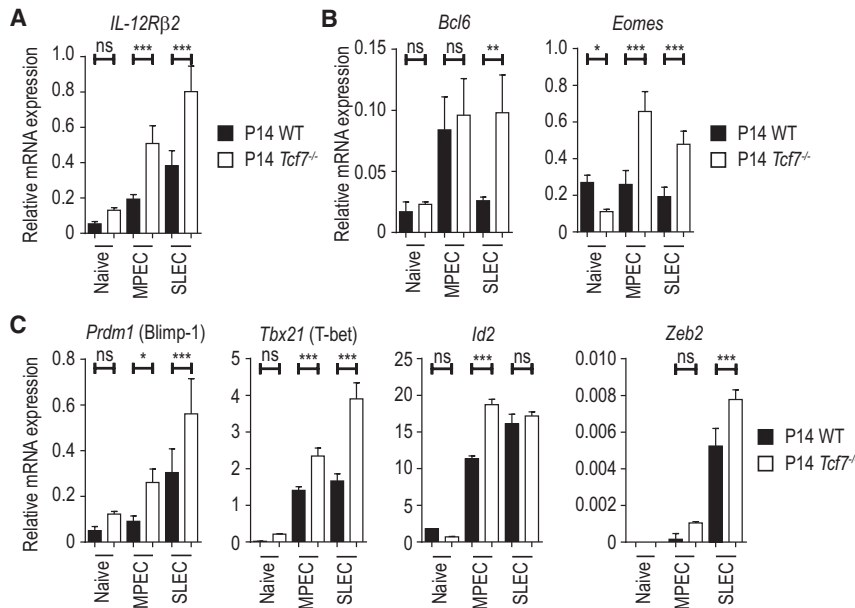 A
IL-12Rβ2
ns *** ***
Relative mRNA expression
1.0
0.8
0.6
0.4
0.2
0
Naive
MPEC
SLEC
P14 WT
P14 Tcf7-/-
B
Bcl6
ns ns **
Relative mRNA expression
0.15
0.10
0.05
0.00
Naive
MPEC
SLEC
Eomes
* *** ***
1.0
0.8
0.6
0.4
0.2
0
Naive
MPEC
SLEC
P14 WT
P14 Tcf7-/-
C
Prdm1 (Blimp-1)
ns * ***
Relative mRNA expression
0.8
0.6
0.4
0.2
0
Naive
MPEC
SLEC
Tbx21 (T-bet)
ns *** ***
5
4
3
2
1
0
Naive
MPEC
SLEC
Id2
ns *** ns
25
20
15
10
5
0
Naive
MPEC
SLEC
Zeb2
ns ***
0.010
0.008
0.006
0.004
0.002
0.000
Naive
MPEC
SLEC
P14 WT
P14 Tcf7-/-